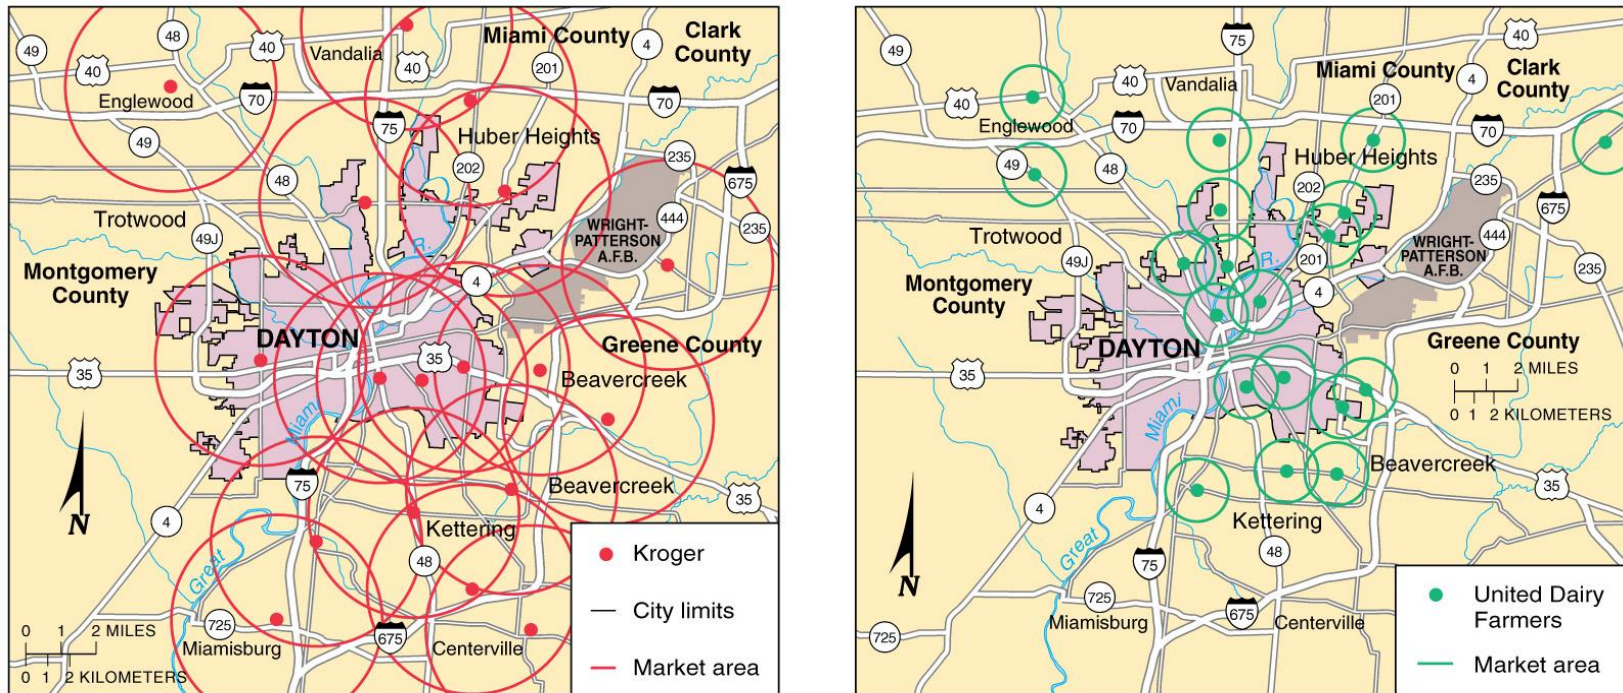 49
48
40
Vandalia
40
Miami County
201
4
Clark
County
40
Englewood
70
70
75
49
Huber Heights
202
235
48
675
Trotwood
49J
WRIGHT-
PATTERSON
A.F.B.
444
235
R.
Montgomery
County
4
DAYTON
35
Greene County
35
Beavercreek
Miami
75
Beavercreek
35
N
4
Kettering
Great
48
725
Miamisburg
675
Centerville
0 1 2 MILES
0 1 2 KILOMETERS
Kroger
City limits
Market area
49
75
40
40
Vandalia
Miami County
4
Clark
County
40
201
Englewood
70
70
49
48
Huber Heights
202
235
675
Trotwood
49J
WRIGHT-
PATTERSON
A.F.B.
444
235
R.
201
Montgomery
County
4
DAYTON
Greene County
35
0 1 2 MILES
0 1 2 KILOMETERS
Miami
Beavercreek
35
4
Kettering
N
Great
75
48
725
Miamisburg
675
Centerville
725
United Dairy
Farmers
Market area